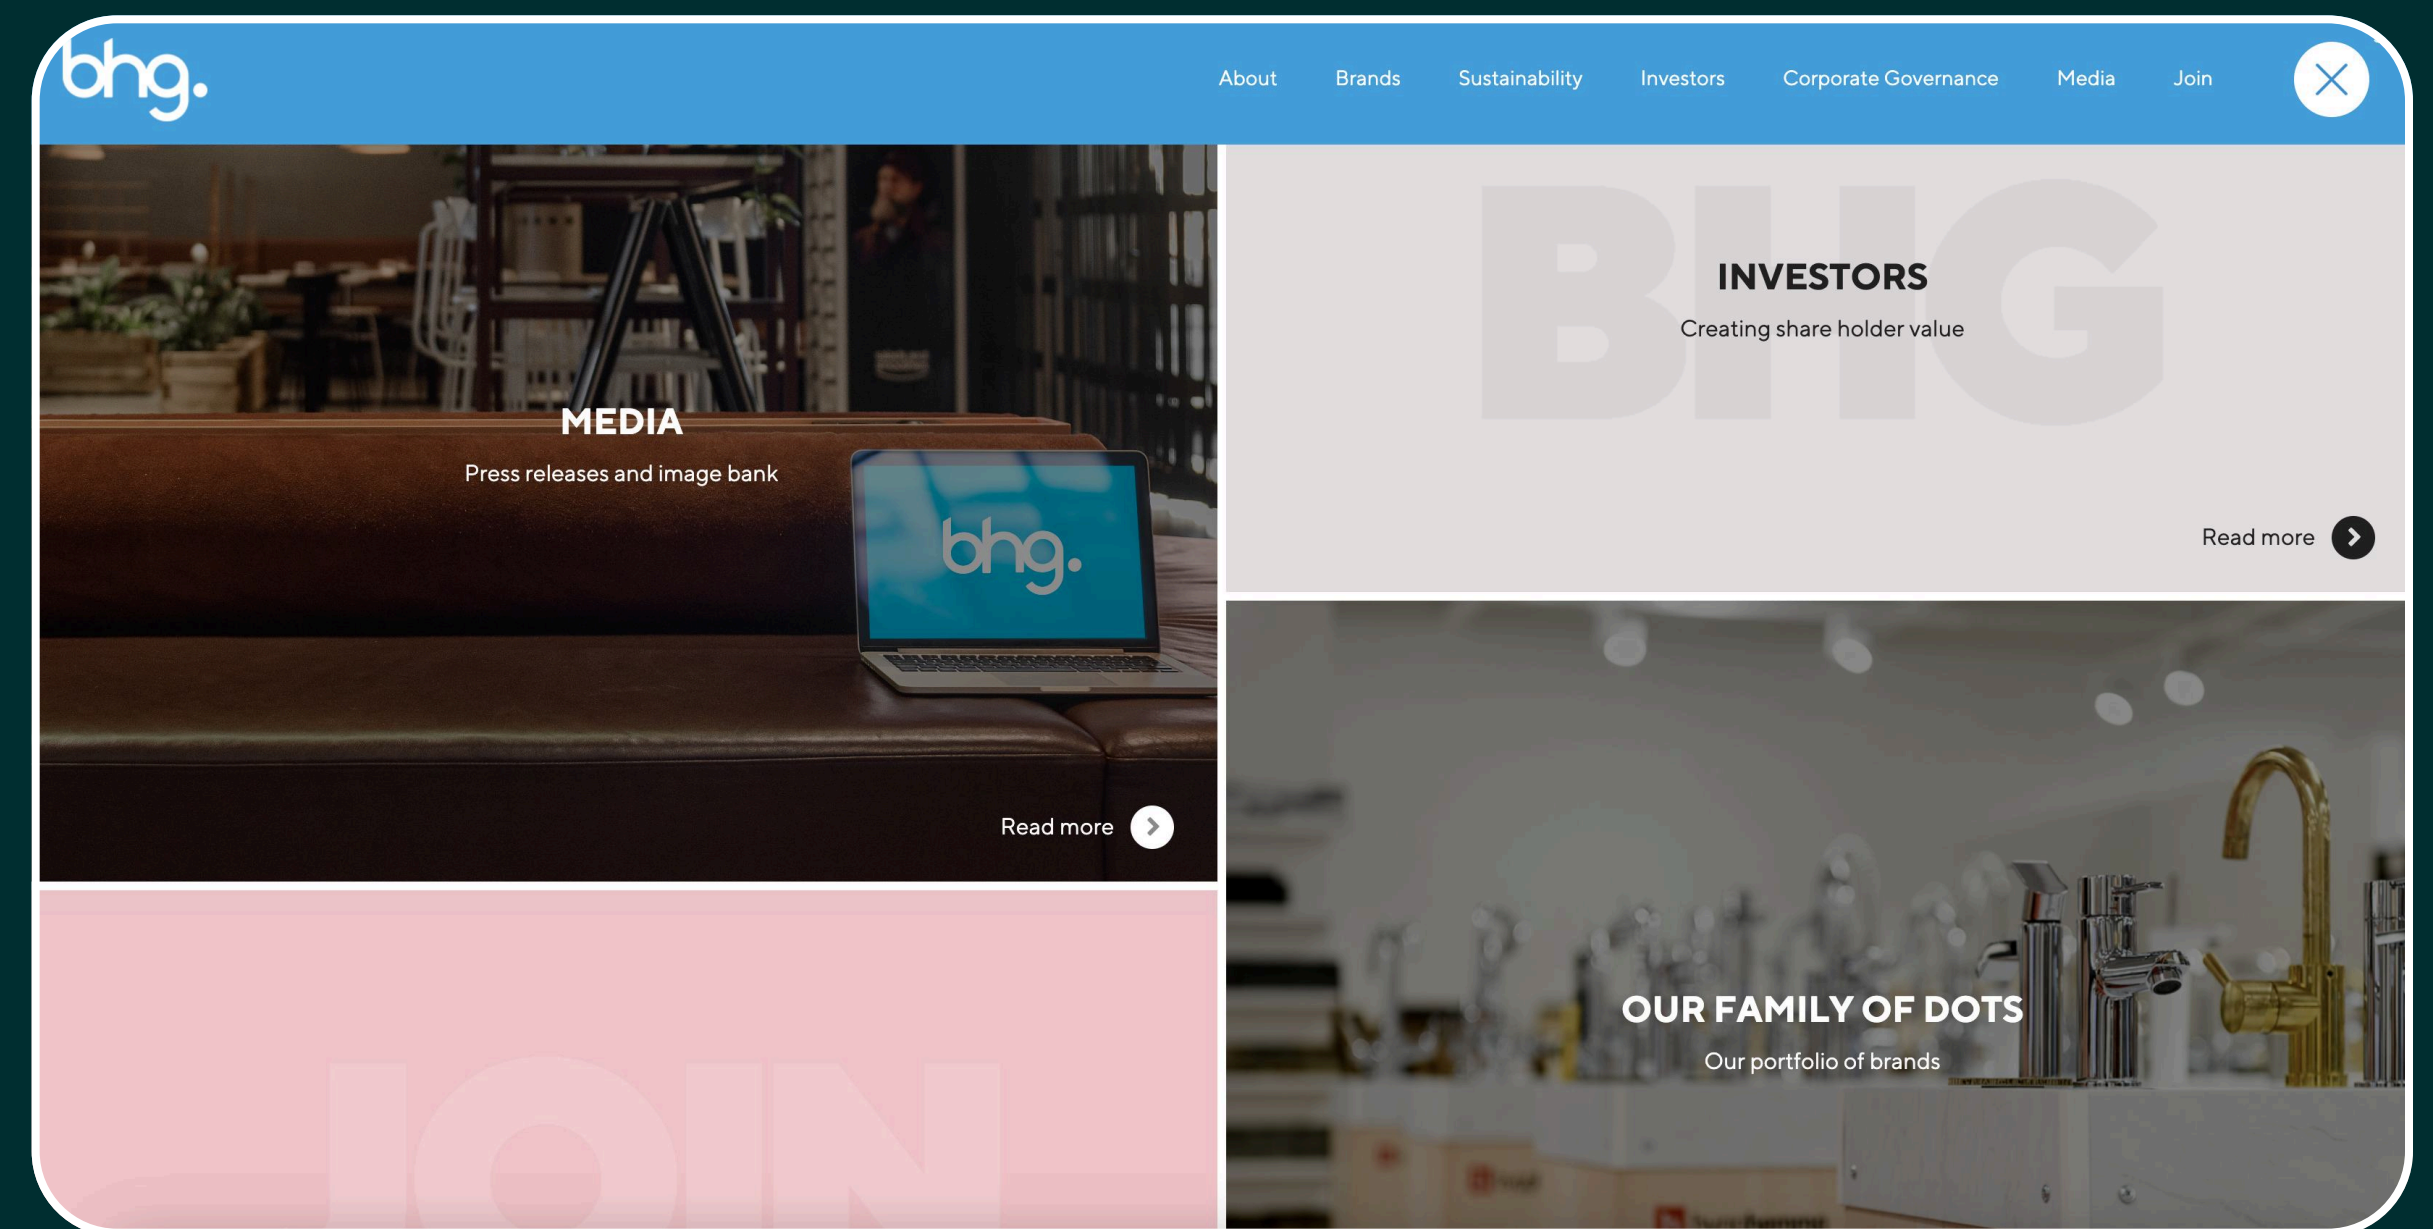 bhg.
About Brands Sustainability Investors Corporate Governance Media Join
MEDIA
Press releases and image bank
bhg.
Read more
BHG
INVESTORS
Creating share holder value
Read more
JOIN
OUR FAMILY OF DOTS
Our portfolio of brands